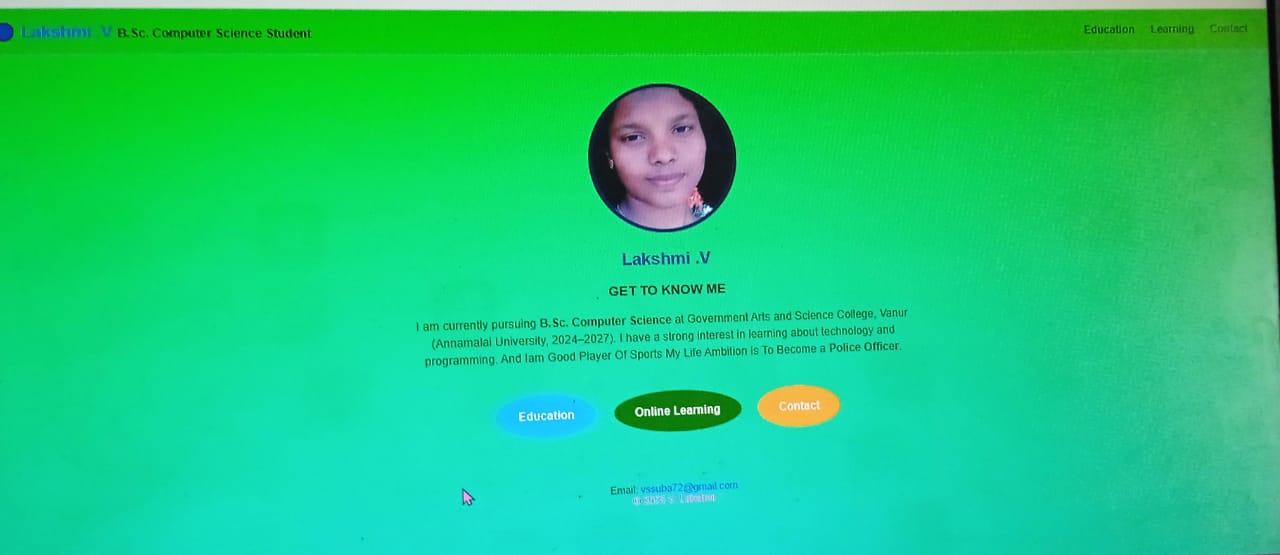 Lakshmi .V B.Sc. Computer Science Student
Education Learning Contact
Lakshmi .V
GET TO KNOW ME
I am currently pursuing B.Sc. Computer Science at Government Arts and Science College, Vanur
(Annamalai University, 2024–2027). I have a strong interest in learning about technology and
programming. And Iam Good Player Of Sports My Life Ambition Is To Become a Police Officer.
Education Online Learning Contact
Email: vssuba72@gmail.com